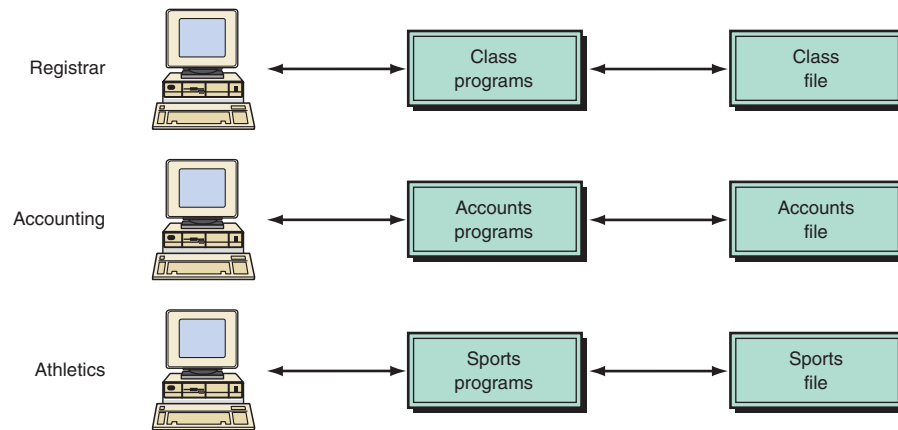 Registrar
Class
programs
Class
file
Accounting
Accounts
programs
Accounts
file
Athletics
Sports
programs
Sports
file